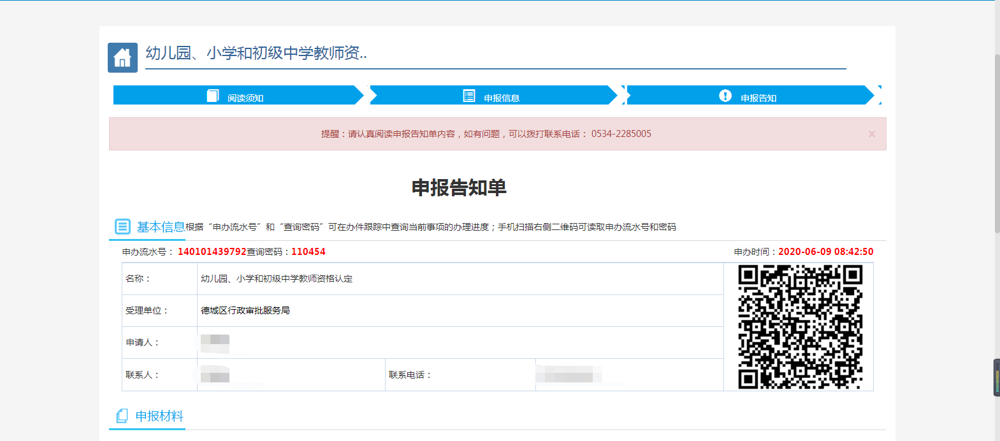 幼儿园、小学和初级中学教师资..
阅读须知 申报信息 申报告知
提醒：请认真阅读申报告知单内容，如有问题，可以拨打联系电话： 0534-2285005 ×
申报告知单
基本信息根据“申办流水号”和“查询密码”可在办件跟踪中查询当前事项的办理进度；手机扫描右侧二维码可读取申办流水号和密码
申办流水号： 140101439792查询密码：110454 申办时间：2020-06-09 08:42:50
名称： 幼儿园、小学和初级中学教师资格认定
受理单位： 德城区行政审批服务局
申请人：
联系人： 联系电话：
申报材料